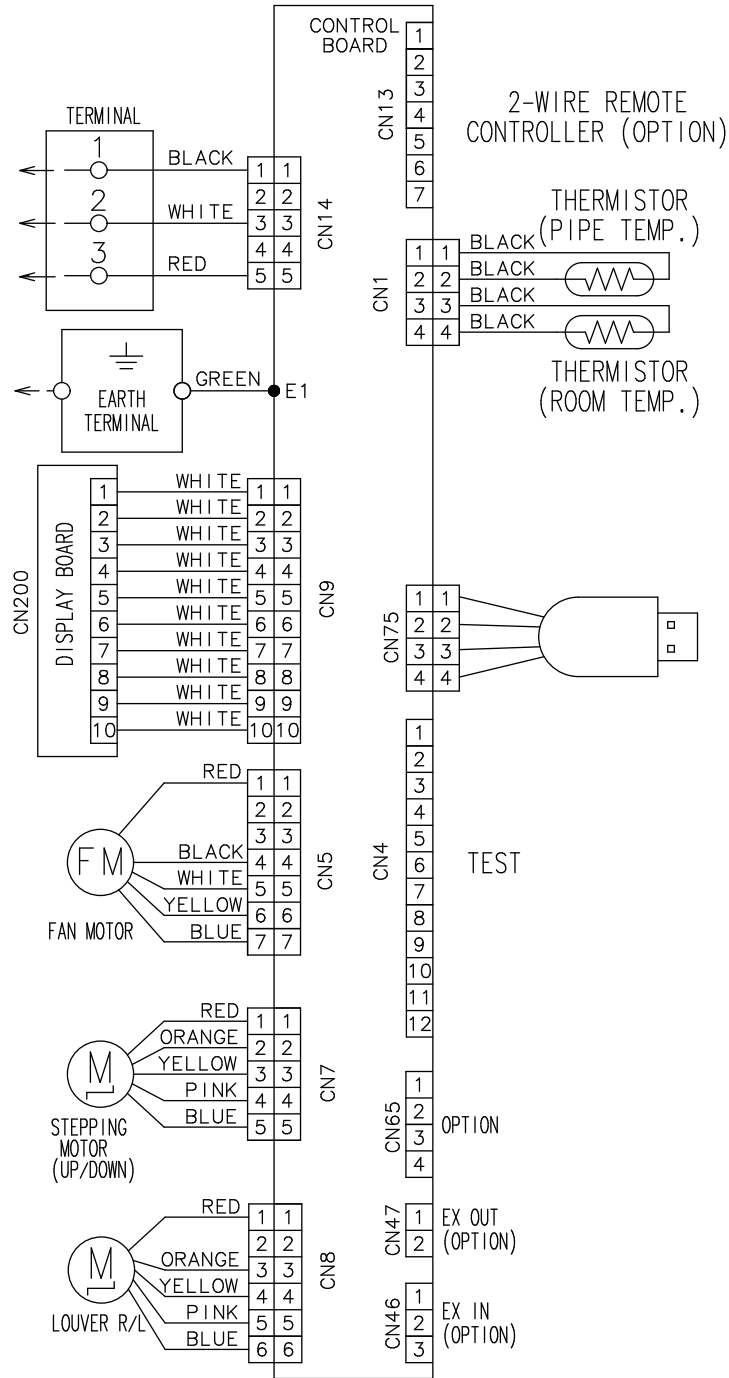 CONTROL
BOARD
1
2
3
4
5
6
7
CN13
2-WIRE REMOTE
CONTROLLER (OPTION)
TERMINAL
1
2
3
BLACK
WHITE
RED
1 1
2 2
3 3
4 4
5 5
CN14
THERMISTOR
(PIPE TEMP.)
CN1
1 1
2 2
3 3
4 4
BLACK
BLACK
BLACK
BLACK
THERMISTOR
(ROOM TEMP.)
EARTH
TERMINAL
GREEN
E1
CN200
DISPLAY BOARD
1 WHITE 1 1
2 WHITE 2 2
3 WHITE 3 3
4 WHITE 4 4
5 WHITE 5 5
6 WHITE 6 6
7 WHITE 7 7
8 WHITE 8 8
9 WHITE 9 9
10 WHITE 10 10
CN9
CN75
1 1
2 2
3 3
4 4
FM
FAN MOTOR
RED 1 1
2 2
3 3
BLACK 4 4
WHITE 5 5
YELLOW 6 6
BLUE 7 7
CN5
CN4
1
2
3
4
5
6
7
8
9
10
11
12
TEST
M
STEPPING
MOTOR
(UP/DOWN)
RED 1 1
ORANGE 2 2
YELLOW 3 3
PINK 4 4
BLUE 5 5
CN7
CN65
1
2
3
4
OPTION
M
LOUVER R/L
RED 1 1
2 2
ORANGE 3 3
YELLOW 4 4
PINK 5 5
BLUE 6 6
CN8
CN47
1
2
EX OUT
(OPTION)
CN46
1
2
3
EX IN
(OPTION)